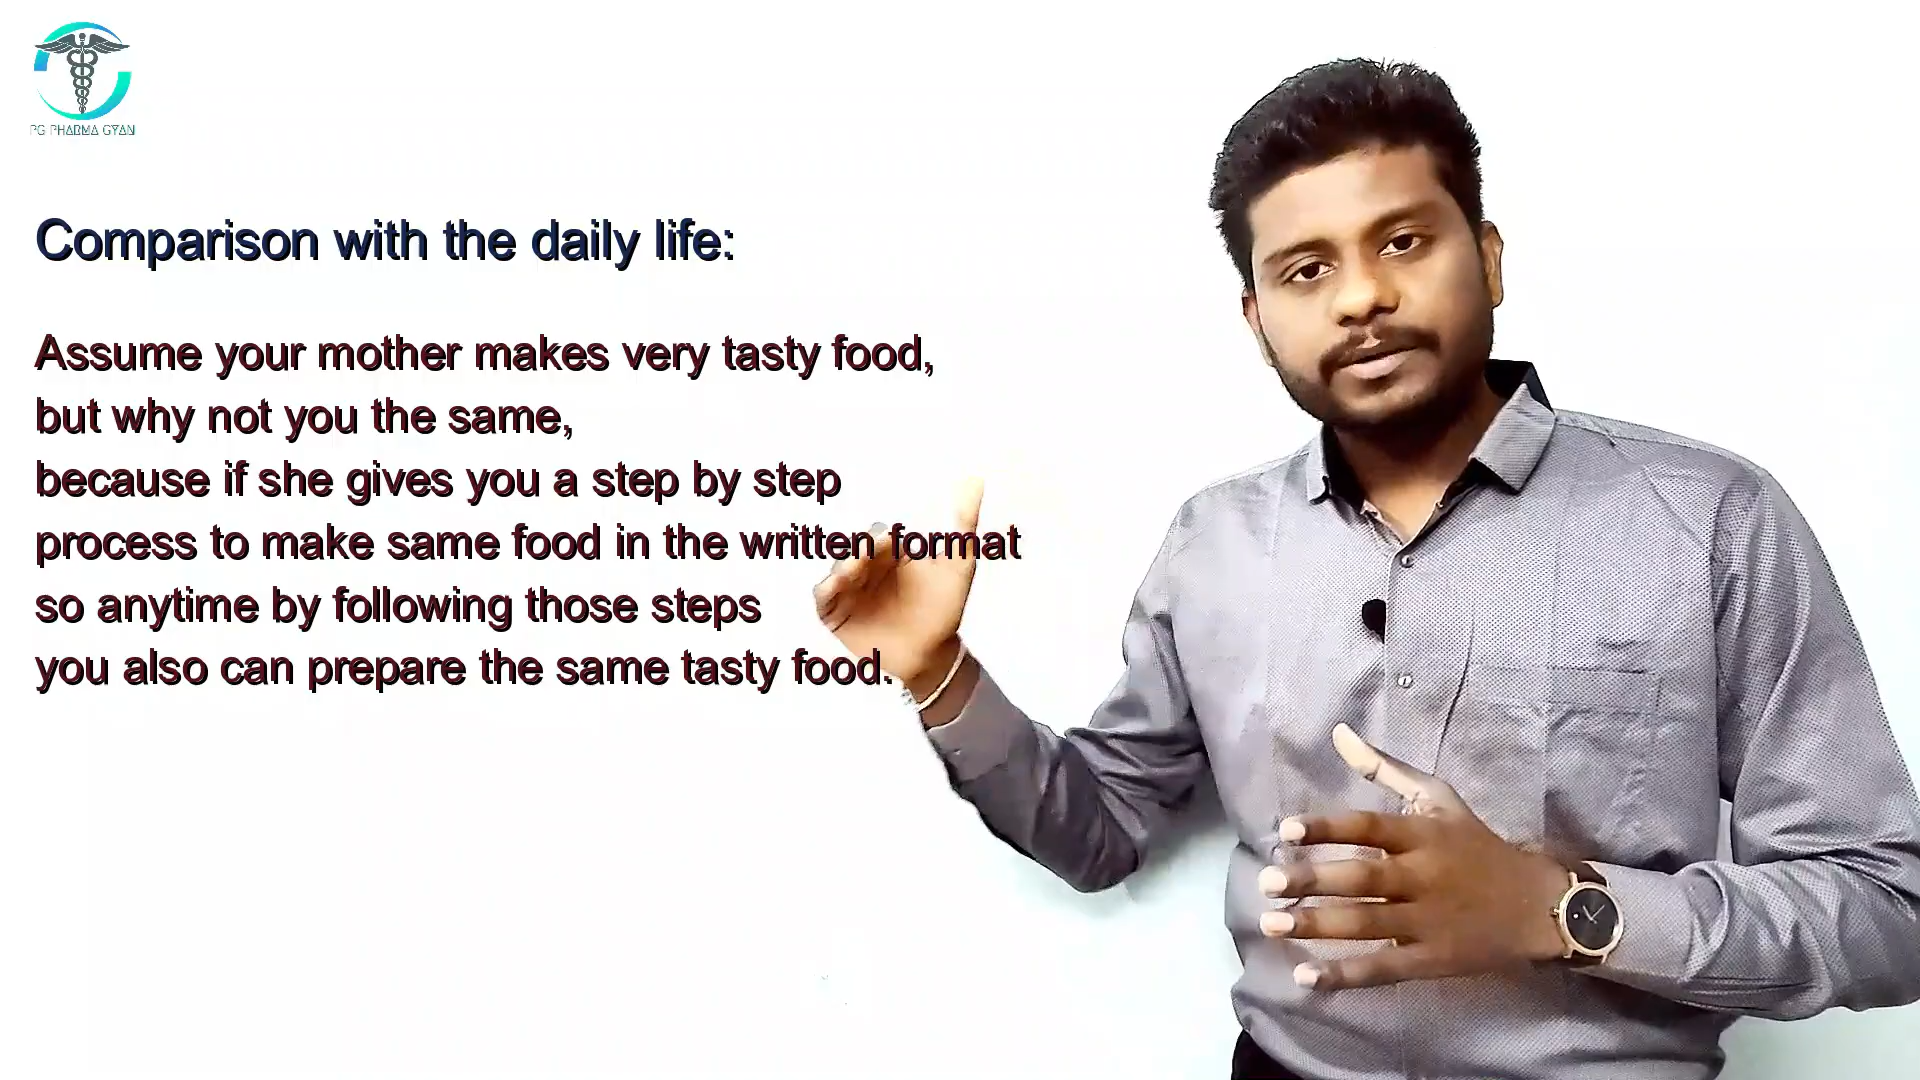 PG PHARMA GYAN
Comparison with the daily life:
Assume your mother makes very tasty food,
but why not you the same,
because if she gives you a step by step
process to make same food in the written format
so anytime by following those steps
you also can prepare the same tasty food.